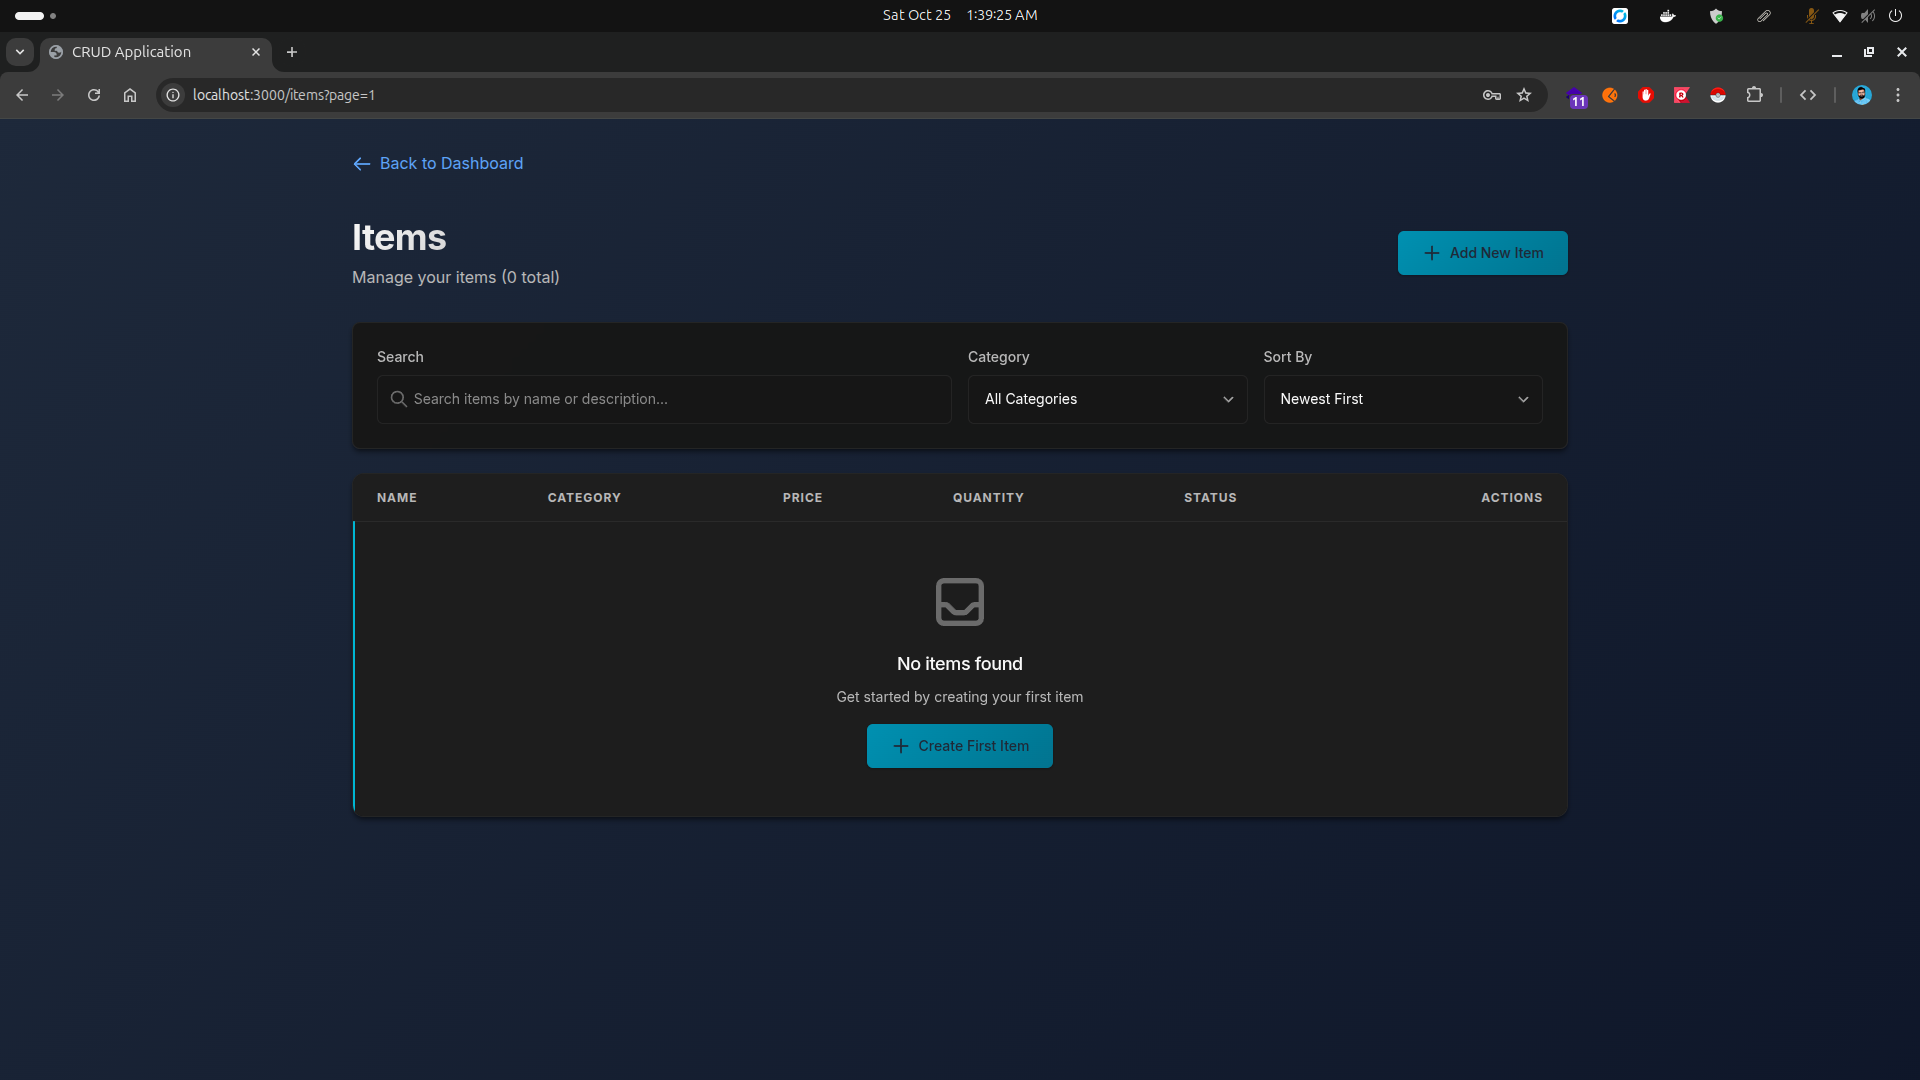 Sat Oct 25 1:39:25 AM
CRUD Application
localhost:3000/items?page=1
11
Back to Dashboard
Items
Manage your items (0 total)
Add New Item
Search
Category
Sort By
Search items by name or description...
All Categories
Newest First
NAME CATEGORY PRICE QUANTITY STATUS ACTIONS
No items found
Get started by creating your first item
Create First Item